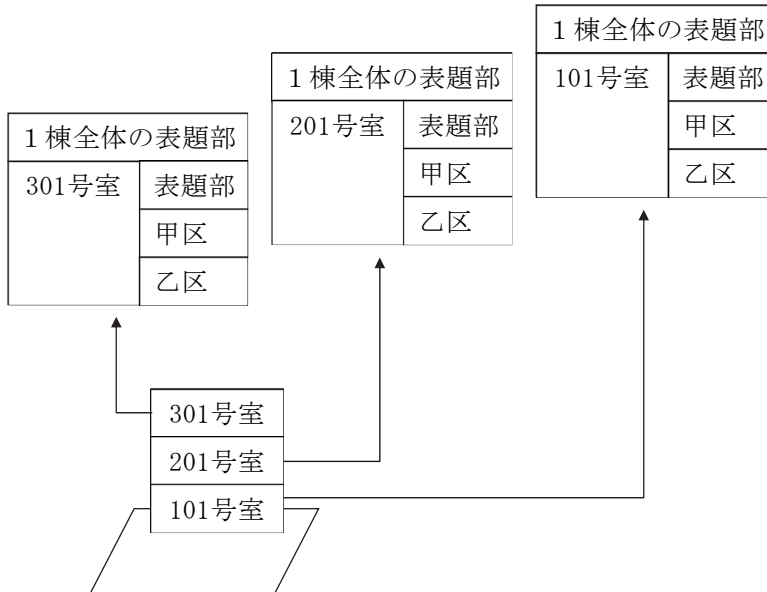 １棟全体の表題部
301号室
表題部
甲区
乙区
１棟全体の表題部
201号室
表題部
甲区
乙区
１棟全体の表題部
101号室
表題部
甲区
乙区
301号室
201号室
101号室